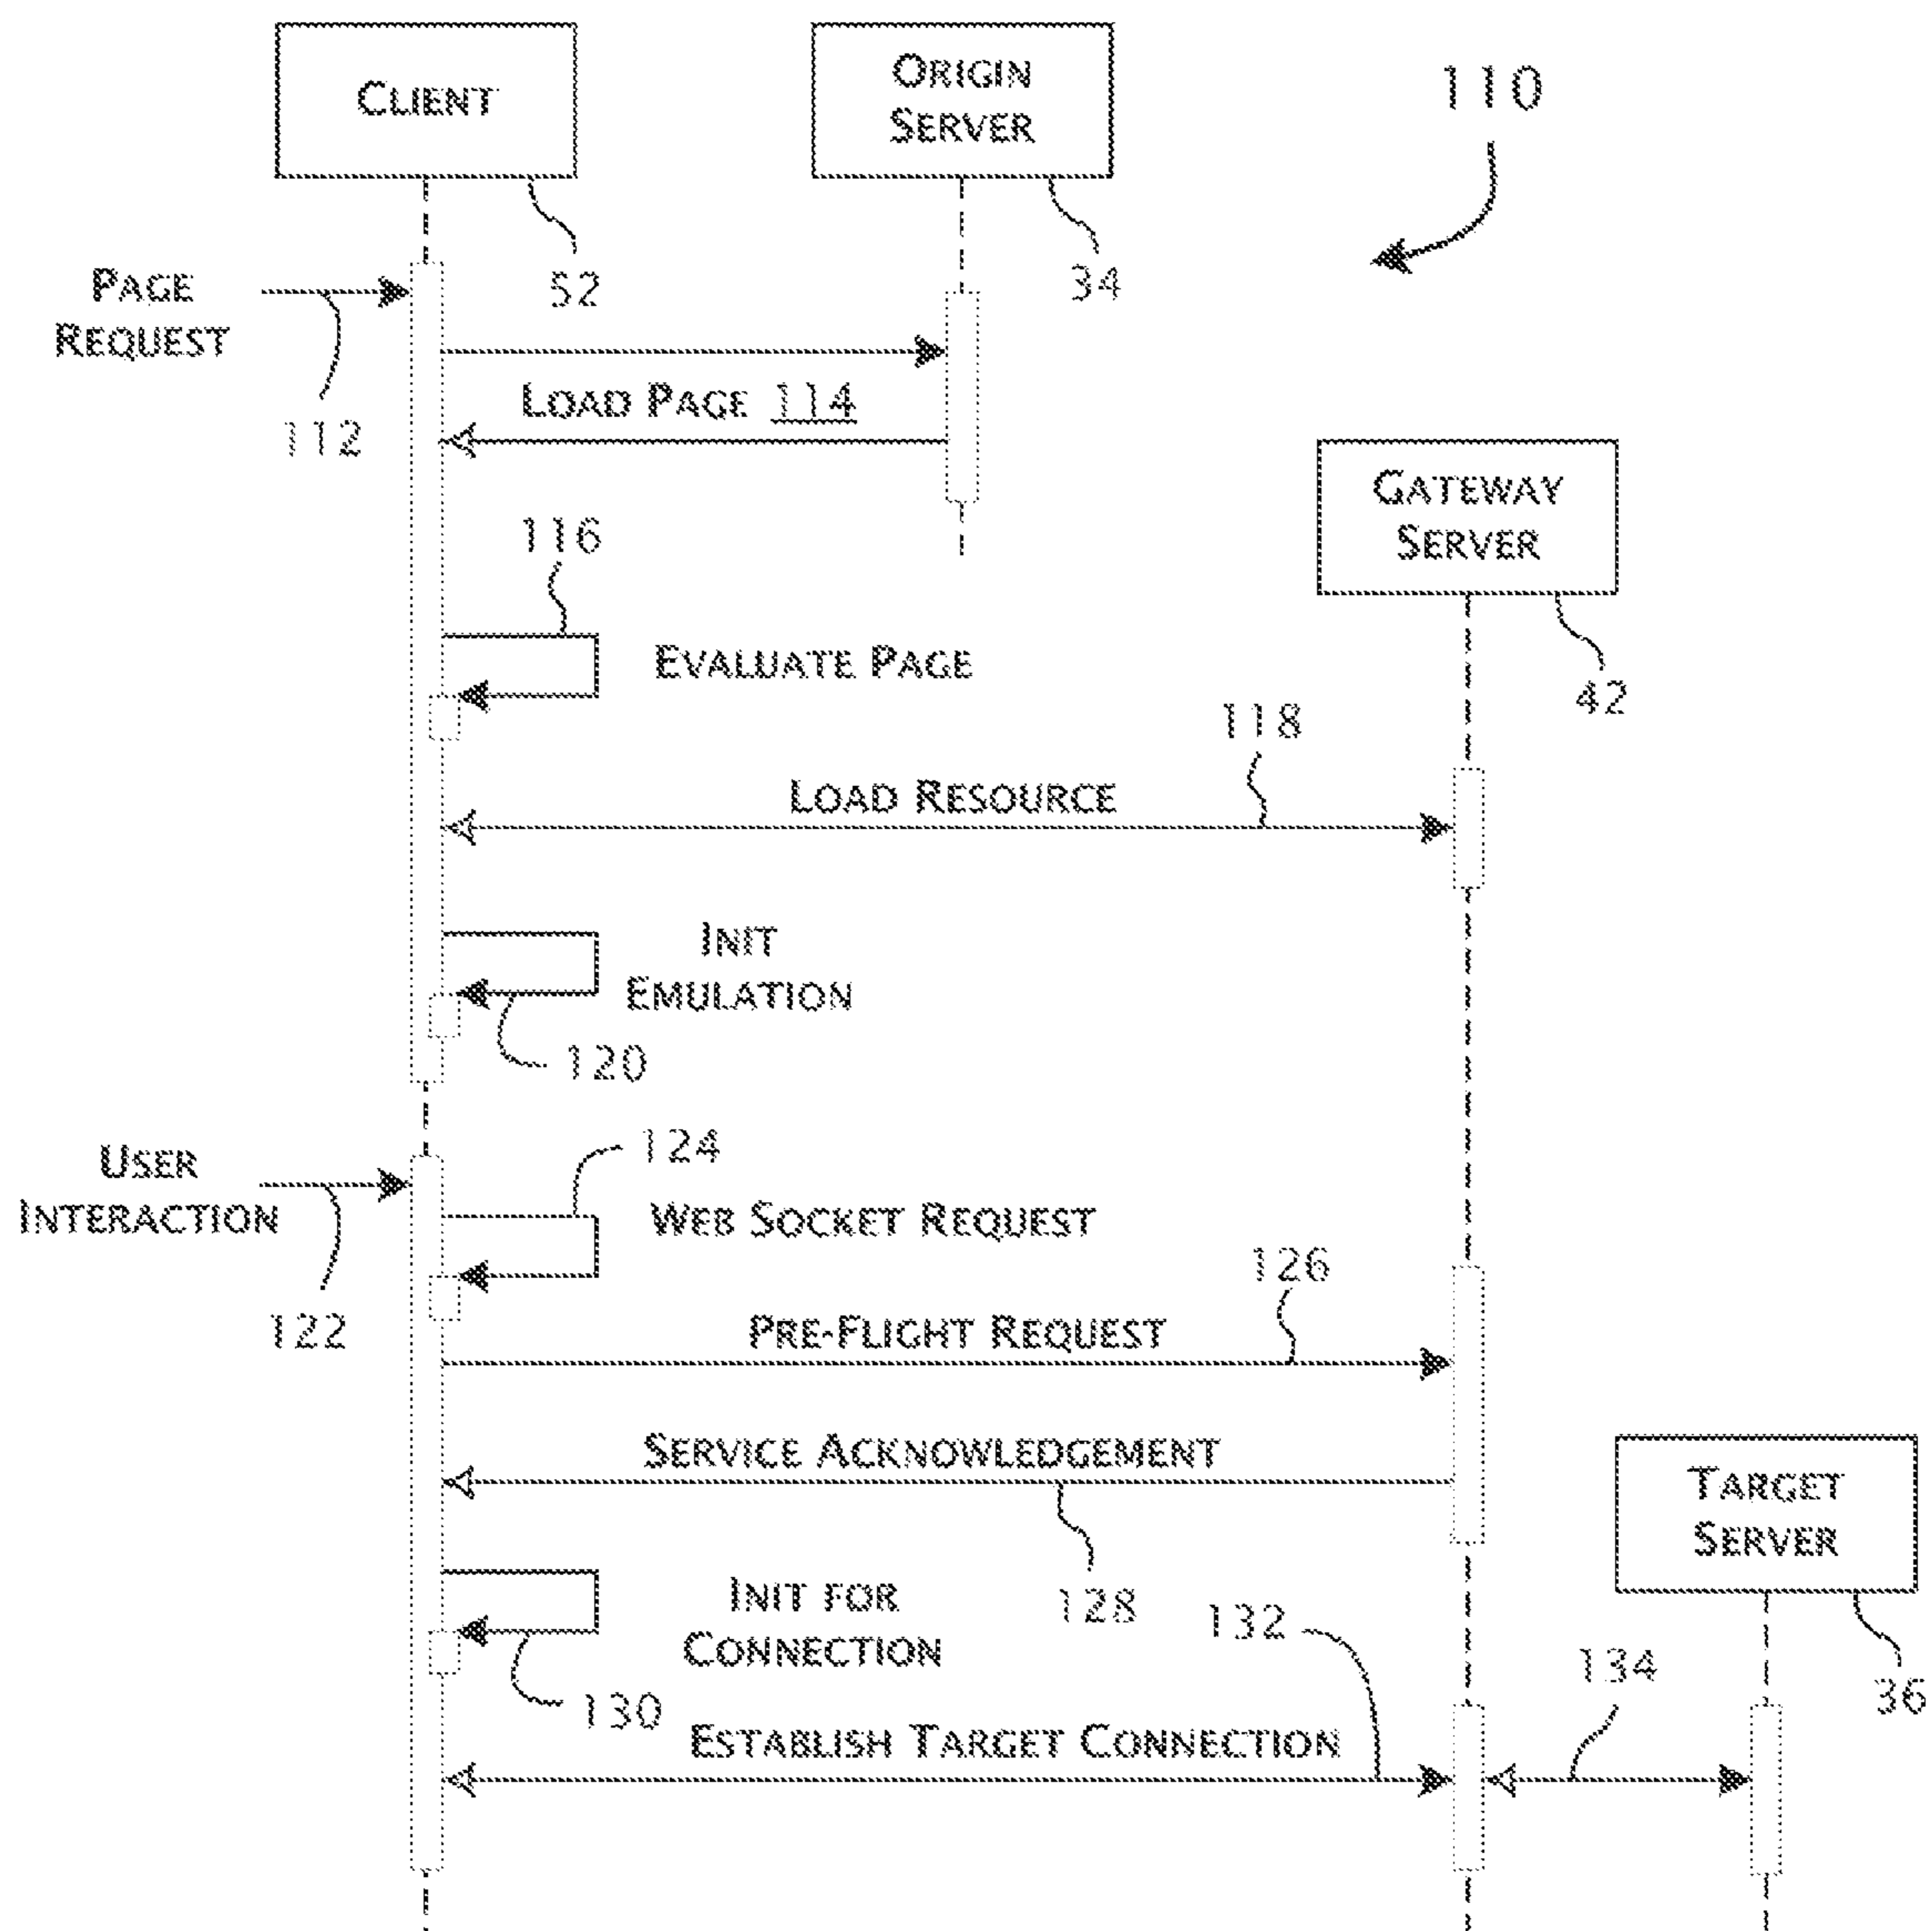 CLIENT
ORIGIN
SERVER
110
52
34
PAGE
REQUEST
112
LOAD PAGE 114
GATEWAY
SERVER
42
116
EVALUATE PAGE
118
LOAD RESOURCE
INIT
EMULATION
120
USER
INTERACTION
122
124
WEB SOCKET REQUEST
126
PRE-FLIGHT REQUEST
SERVICE ACKNOWLEDGEMENT
128
TARGET
SERVER
36
INIT FOR
CONNECTION
130
132
134
ESTABLISH TARGET CONNECTION